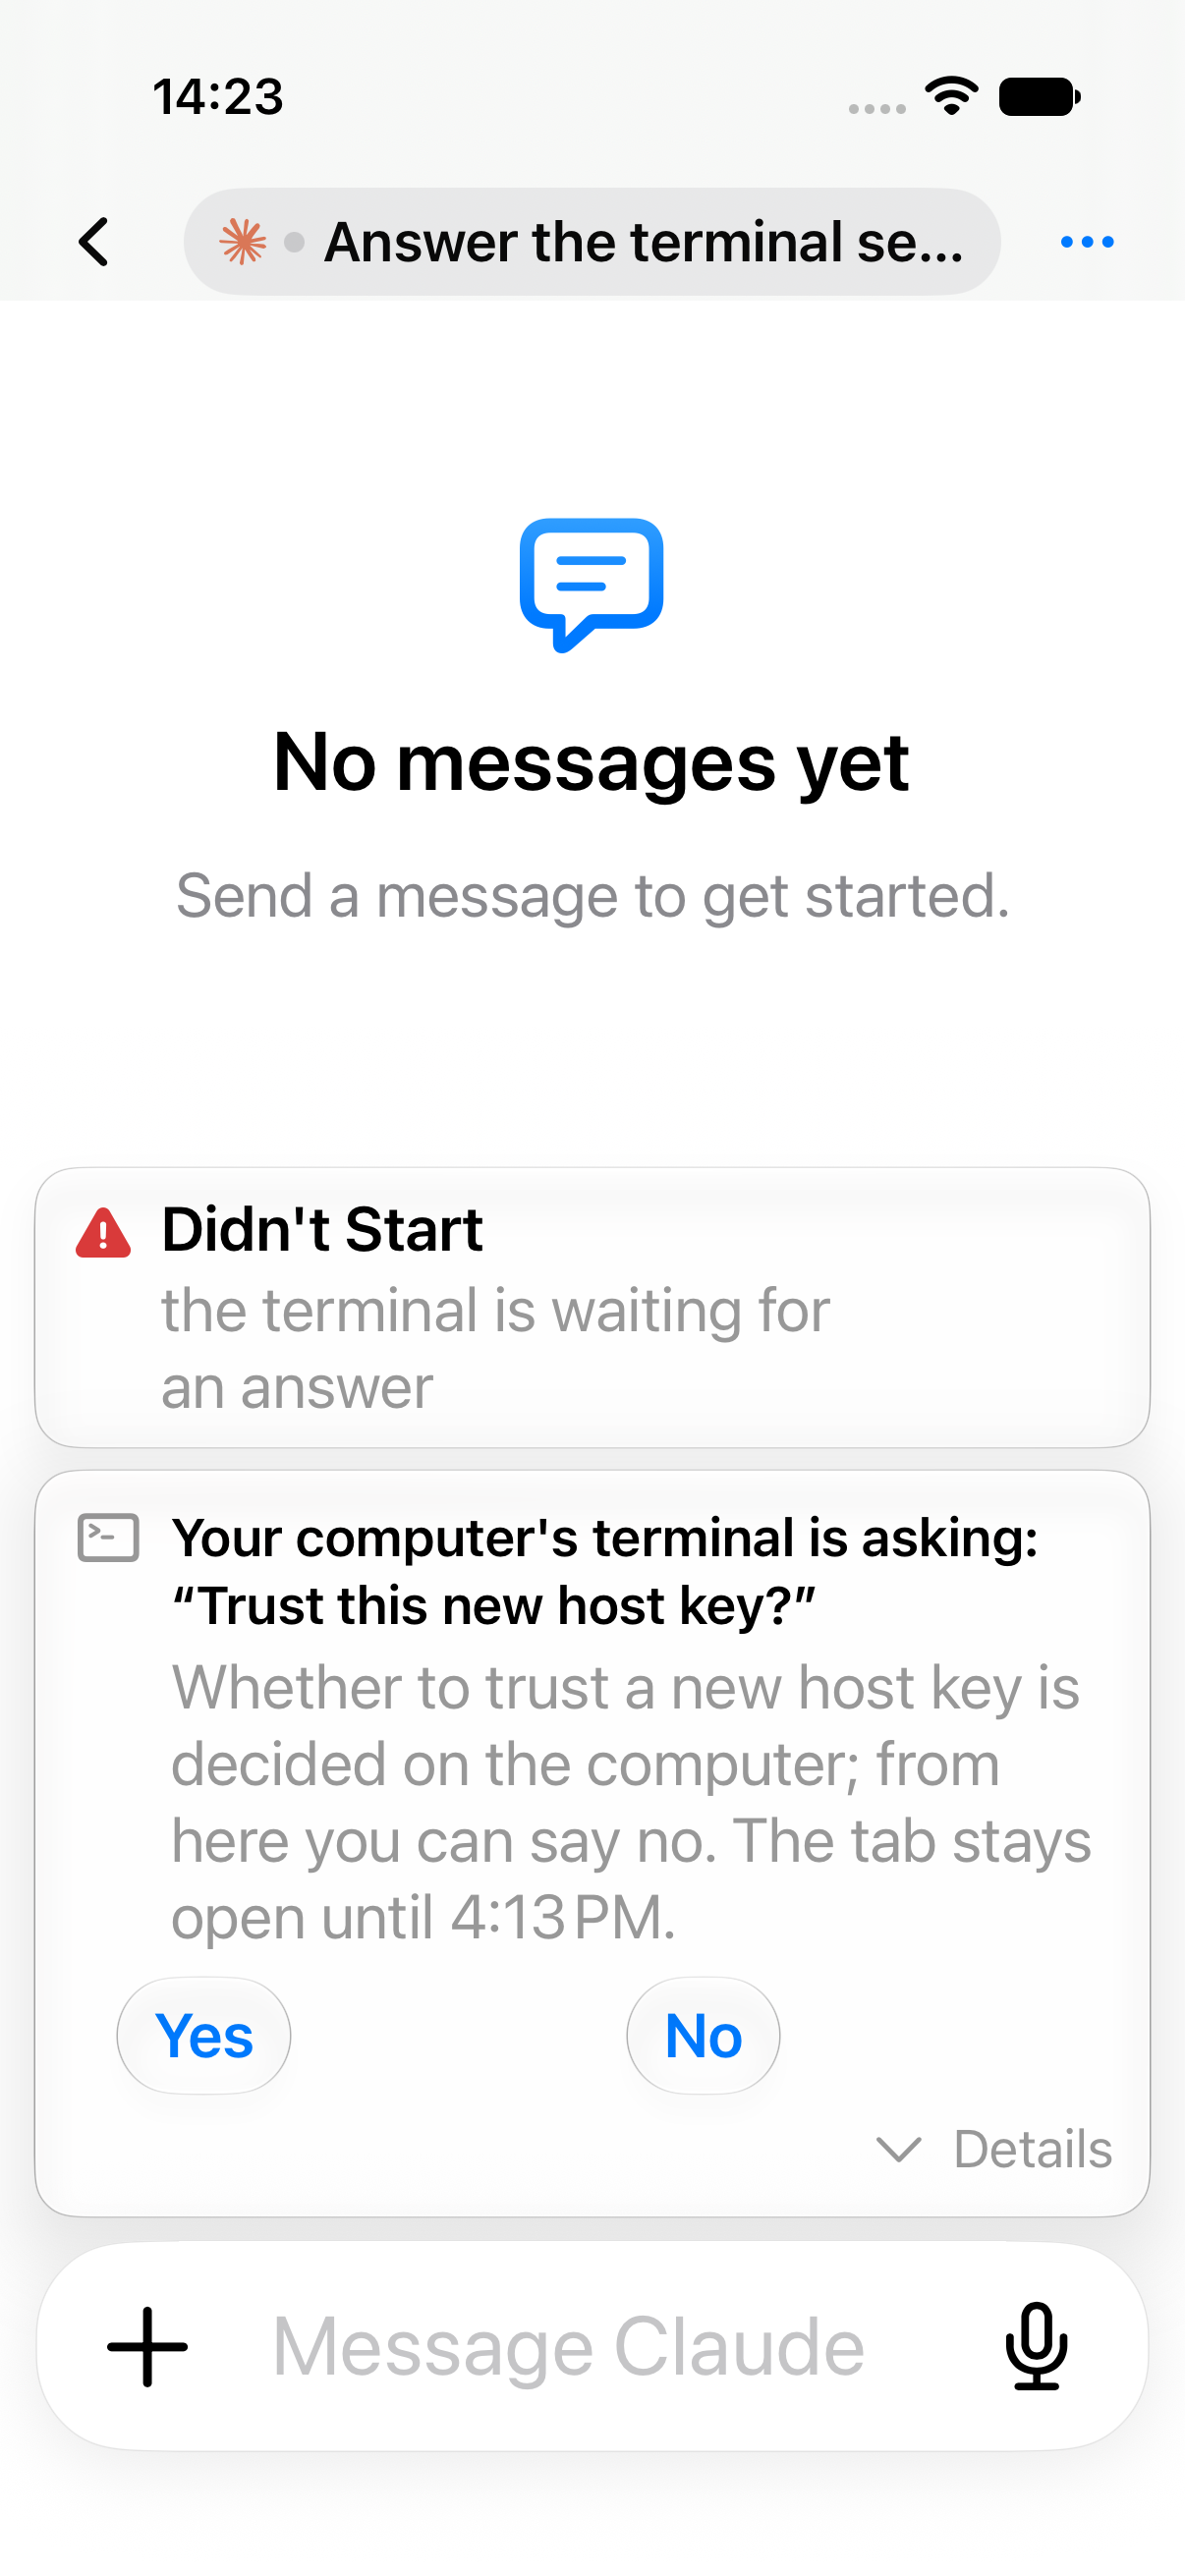 14:23
Answer the terminal se...
No messages yet
Send a message to get started.
Didn't Start
the terminal is waiting for
an answer
Your computer's terminal is asking:
“Trust this new host key?”
Whether to trust a new host key is
decided on the computer; from
here you can say no. The tab stays
open until 4:13 PM.
Yes
No
Details
Message Claude